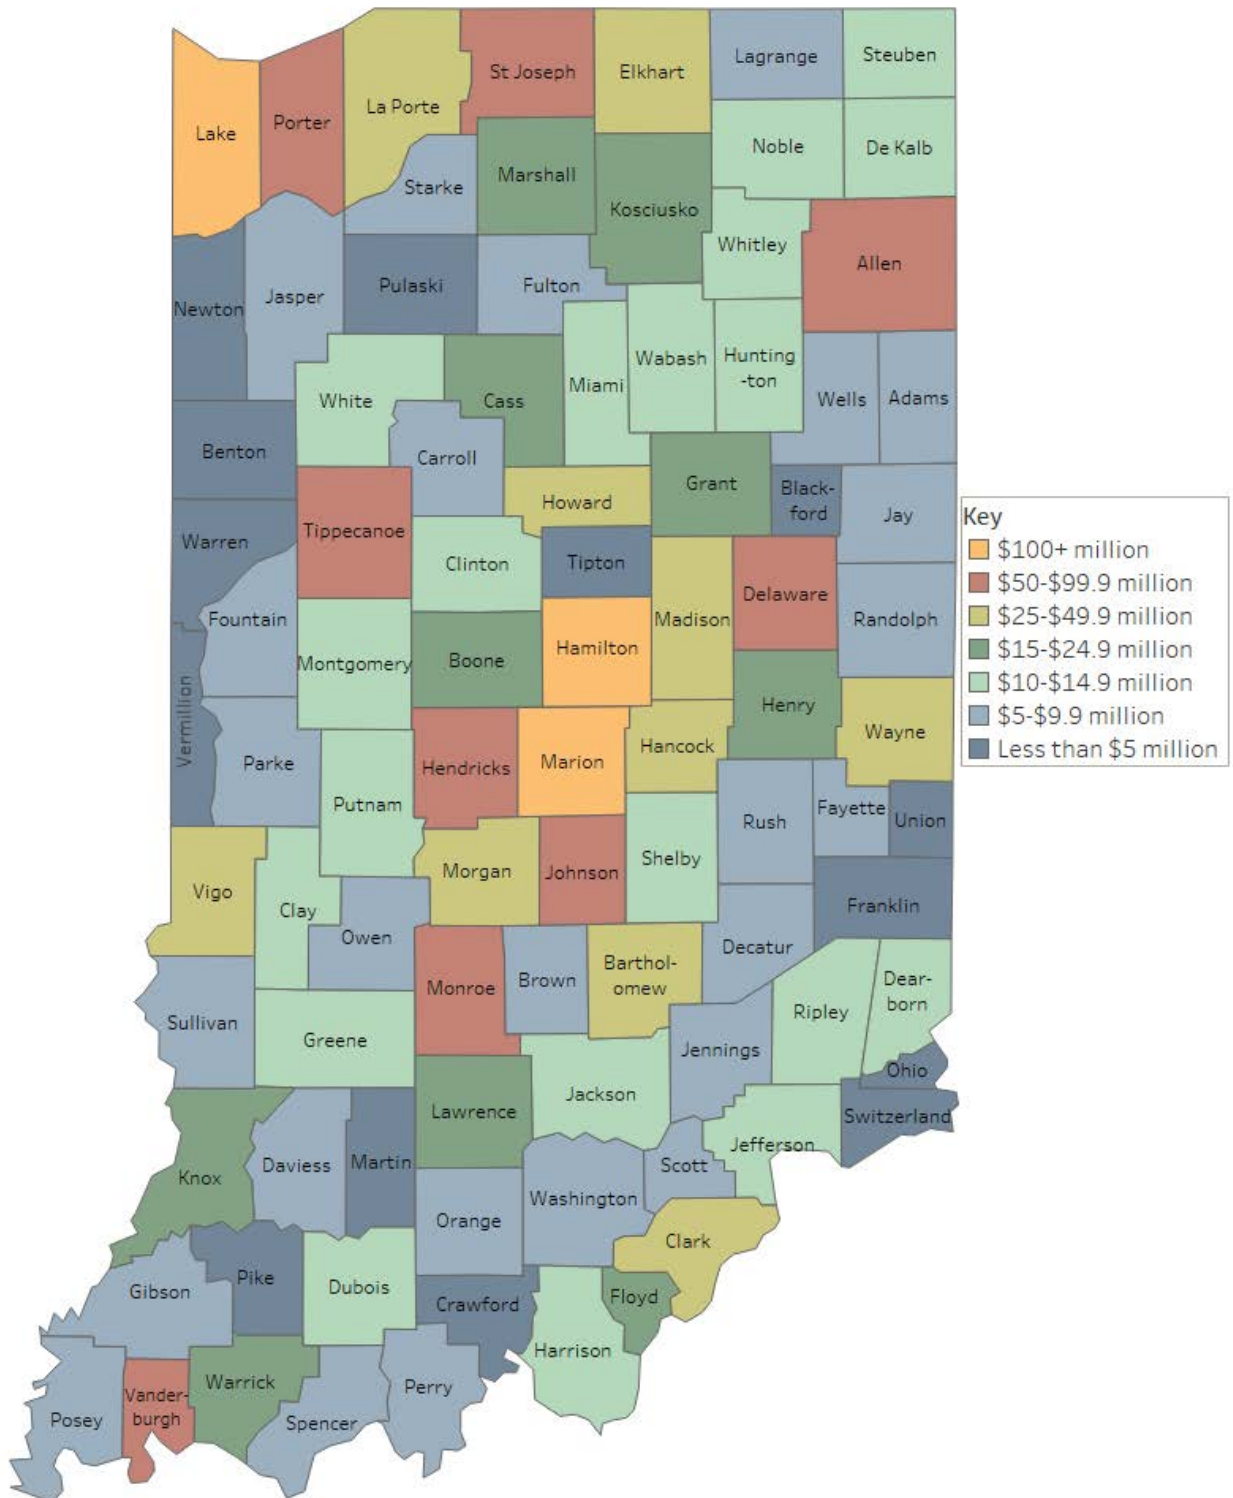 St Joseph
Elkhart
Lagrange
Steuben
La Porte
Lake
Porter
Noble
De Kalb
Marshall
Starke
Kosciusko
Whitley
Allen
Pulaski
Fulton
Jasper
Newton
Wabash
Hunting
-ton
Miami
White
Cass
Wells
Adams
Benton
Carroll
Grant
Black-
ford
Howard
Jay
Tippecanoe
Warren
Clinton
Tipton
Delaware
Fountain
Madison
Randolph
Hamilton
Boone
Montgomery
Henry
Vermillion
Wayne
Hancock
Parke
Hendricks
Marion
Putnam
Fayette
Rush
Union
Shelby
Morgan
Johnson
Vigo
Clay
Franklin
Owen
Decatur
Barthol-
omew
Brown
Monroe
Dear-
born
Ripley
Sullivan
Greene
Jennings
Ohio
Jackson
Lawrence
Switzerland
Jefferson
Knox
Daviess
Martin
Scott
Washington
Orange
Clark
Pike
Gibson
Dubois
Floyd
Crawford
Harrison
Warrick
Perry
Vander-
burgh
Posey
Spencer
Key
$100+ million
$50-$99.9 million
$25-$49.9 million
$15-$24.9 million
$10-$14.9 million
$5-$9.9 million
Less than $5 million